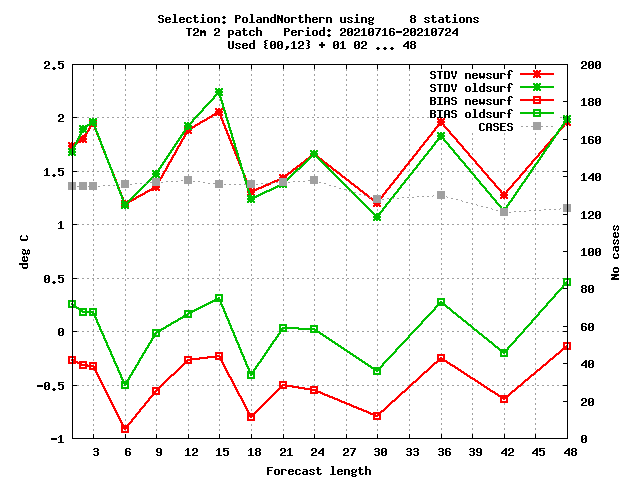 Selection: PolandNorthern using     8 stations
T2m 2 patch   Period: 20210716-20210724
Used {00,12} + 01 02 ... 48
STDV newsurf
STDV oldsurf
BIAS newsurf
BIAS oldsurf
CASES
2.5
2
1.5
1
0.5
0
-0.5
-1
deg C
200
180
160
140
120
100
80
60
40
20
0
No cases
3 6 9 12 15 18 21 24 27 30 33 36 39 42 45 48
Forecast length